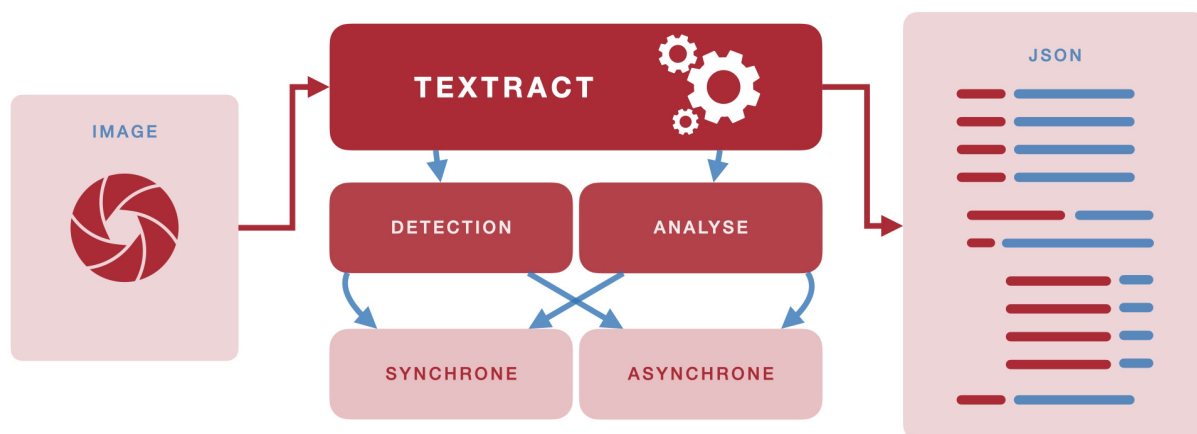 IMAGE
TEXTRACT
DETECTION
ANALYSE
SYNCHRONE
ASYNCHRONE
JSON